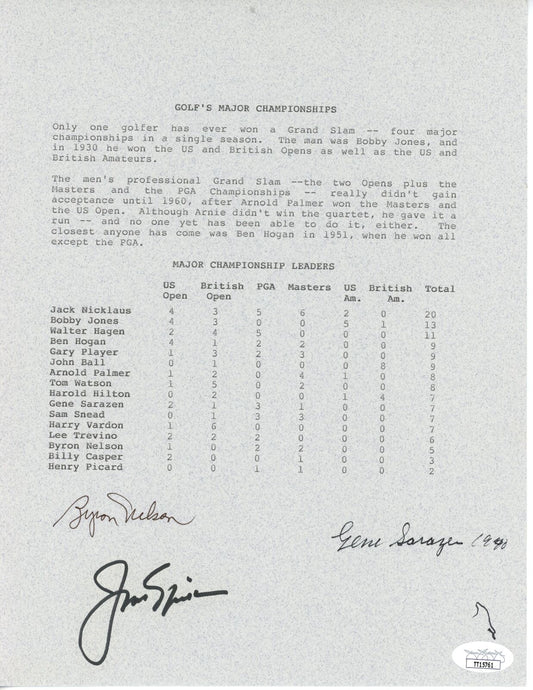 GOLF'S MAJOR CHAMPIONSHIPS
Only one golfer has ever won a Grand Slam -- four major
championships in a single season. The man was Bobby Jones, and
in 1930 he won the US and British Opens as well as the US and
British Amateurs.
The men's professional Grand Slam --the two Opens plus the
Masters and the PGA Championships -- really didn't gain
acceptance until 1960, after Arnold Palmer won the Masters and
the US Open. Although Arnie didn't win the quartet, he gave it a
run -- and no one yet has been able to do it, either. The
closest anyone has come was Ben Hogan in 1951, when he won all
except the PGA.
MAJOR CHAMPIONSHIP LEADERS
US British PGA Masters US British Total
Open Open Am. Am.
Jack Nicklaus 4 3 5 6 2 0 20
Bobby Jones 4 3 0 0 5 1 13
Walter Hagen 2 4 5 0 0 0 11
Ben Hogan 4 1 2 2 0 0 9
Gary Player 1 3 2 3 0 0 9
John Ball 0 1 0 0 0 8 9
Arnold Palmer 1 2 0 4 1 0 8
Tom Watson 1 5 0 2 0 0 8
Harold Hilton 0 2 0 0 1 4 7
Gene Sarazen 2 1 3 1 0 0 7
Sam Snead 0 1 3 3 0 0 7
Harry Vardon 1 6 0 0 0 0 7
Lee Trevino 2 2 2 0 0 0 6
Byron Nelson 1 0 2 2 0 0 5
Billy Casper 2 0 0 1 0 0 3
Henry Picard 0 0 1 1 0 0 2
Byron Nelson
Gene Sarazen
TT15761